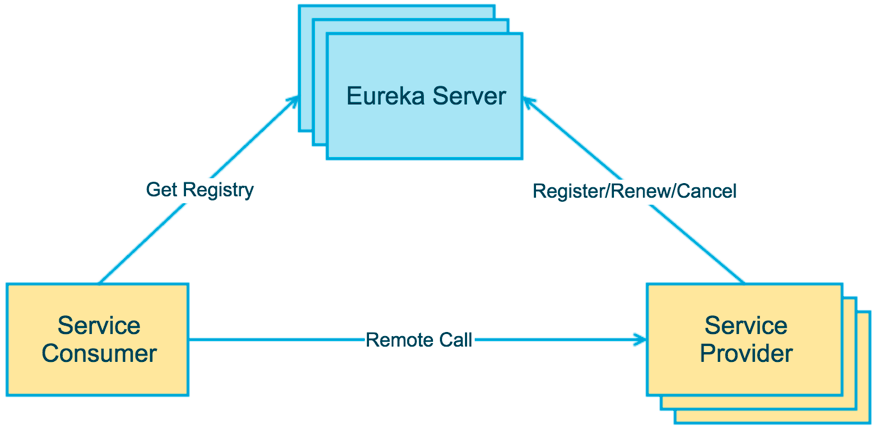 Eureka Server
Get Registry
Register/Renew/Cancel
Service
Consumer
Remote Call
Service
Provider